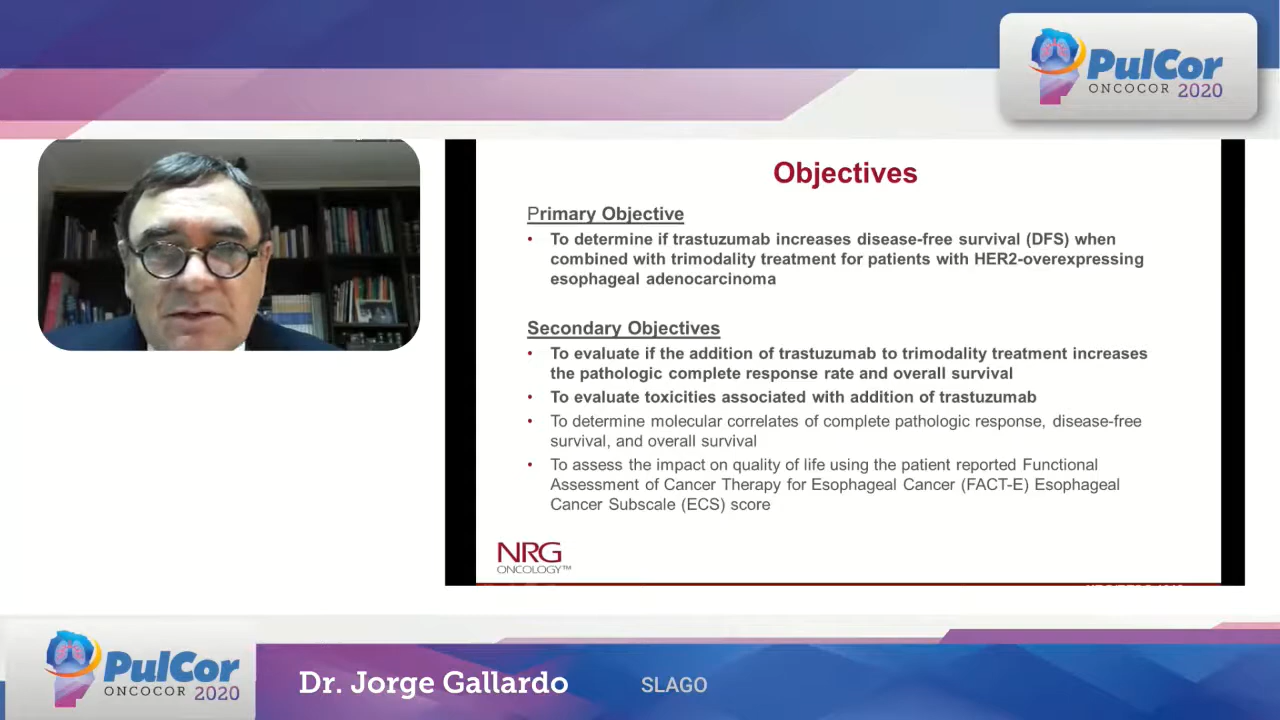 PulCor
ONCOCOR 2020
Objectives
Primary Objective
• To determine if trastuzumab increases disease-free survival (DFS) when
combined with trimodality treatment for patients with HER2-overexpressing
esophageal adenocarcinoma
Secondary Objectives
• To evaluate if the addition of trastuzumab to trimodality treatment increases
the pathologic complete response rate and overall survival
• To evaluate toxicities associated with addition of trastuzumab
• To determine molecular correlates of complete pathologic response, disease-free
survival, and overall survival
• To assess the impact on quality of life using the patient reported Functional
Assessment of Cancer Therapy for Esophageal Cancer (FACT-E) Esophageal
Cancer Subscale (ECS) score
NRG
ONCOLOGY™
PulCor
ONCOCOR 2020
Dr. Jorge Gallardo
SLAGO